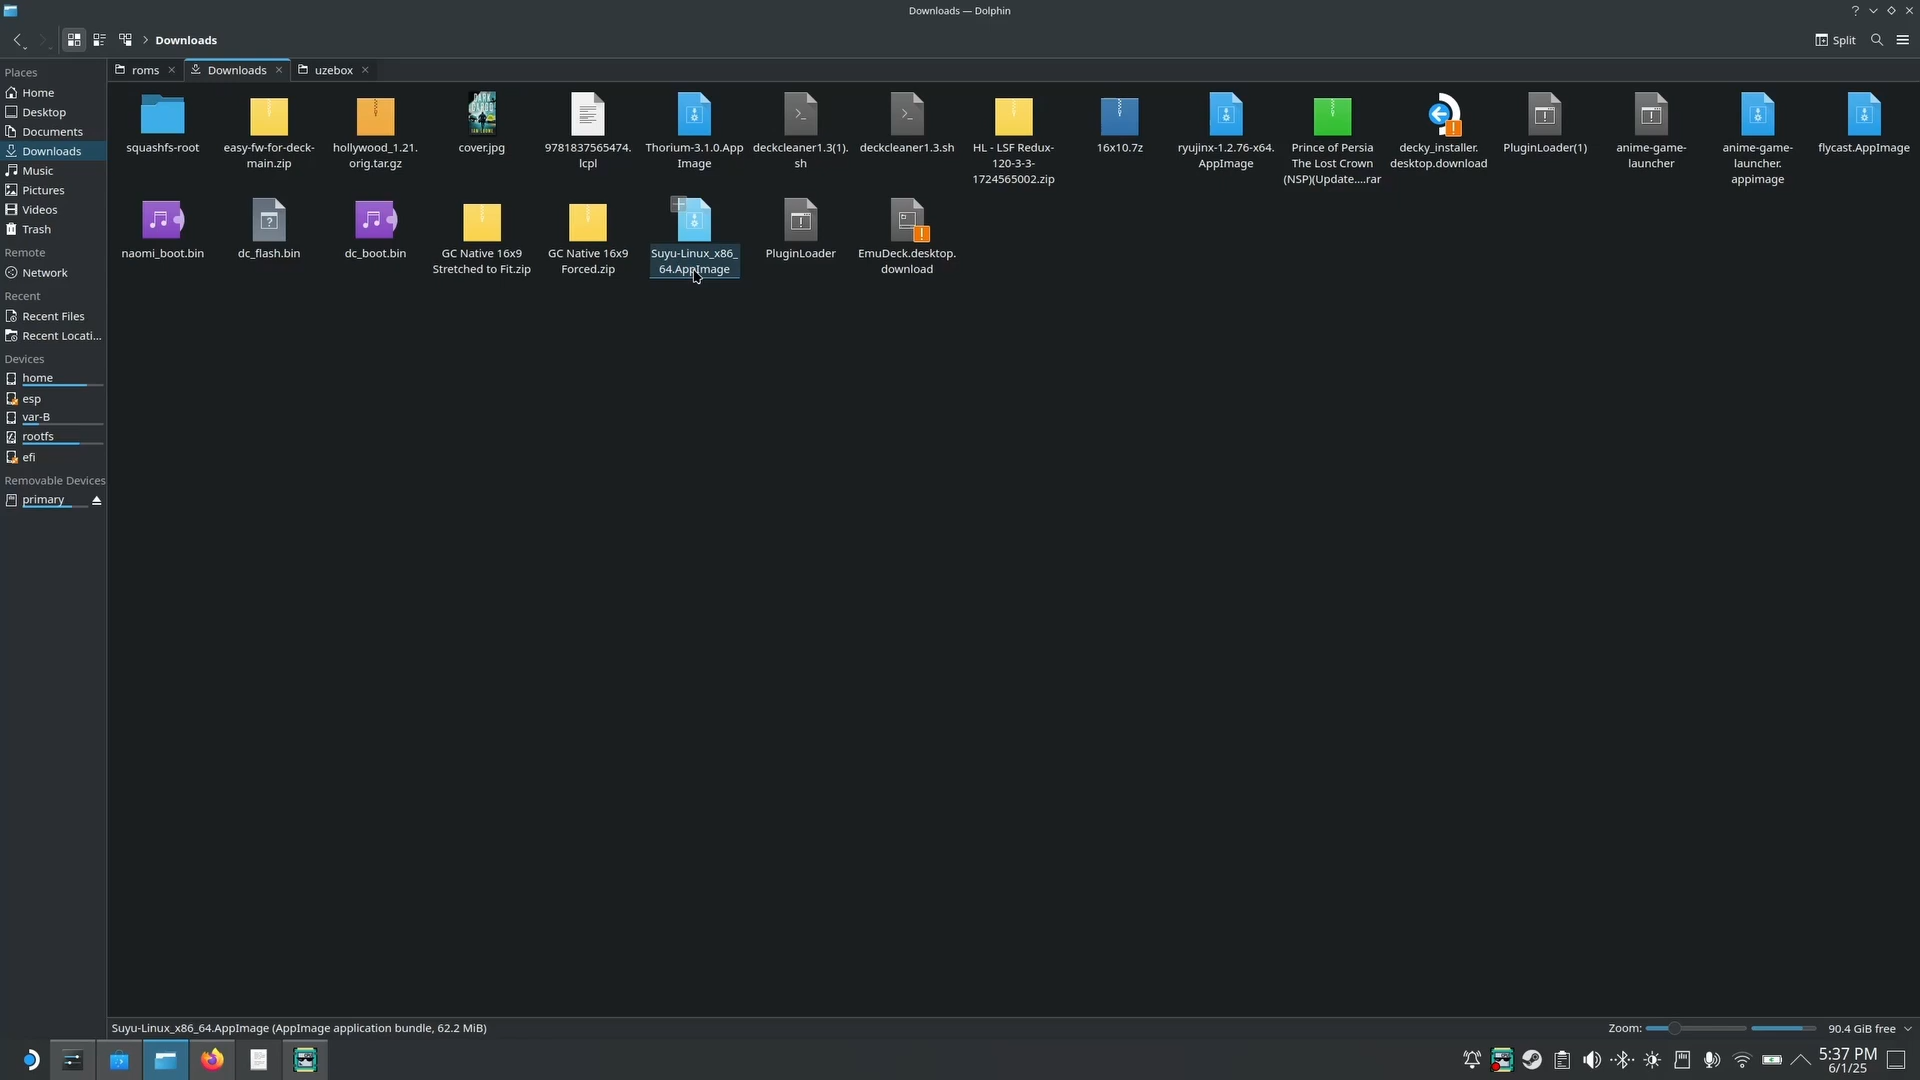 Downloads — Dolphin
Downloads
Split
Places
Home
Desktop
Documents
Downloads
Music
Pictures
Videos
Trash
Remote
Network
Recent
Recent Files
Recent Locati...
Devices
home
esp
var-B
rootfs
efi
Removable Devices
primary
roms
Downloads
uzebox
squashfs-root
easy-fw-for-deck-
main.zip
hollywood_1.21.
orig.tar.gz
cover.jpg
9781837565474.
lcpl
Thorium-3.1.0.App
Image
deckcleaner1.3(1).
sh
deckcleaner1.3.sh
HL - LSF Redux-
120-3-3-
1724565002.zip
16x10.7z
ryujinx-1.2.76-x64.
AppImage
Prince of Persia
The Lost Crown
(NSP)(Update....rar
decky_installer.
desktop.download
PluginLoader(1)
anime-game-
launcher
anime-game-
launcher.
appimage
flycast.AppImage
naomi_boot.bin
dc_flash.bin
dc_boot.bin
GC Native 16x9
Stretched to Fit.zip
GC Native 16x9
Forced.zip
Suyu-Linux_x86_
64.AppImage
PluginLoader
EmuDeck.desktop.
download
Suyu-Linux_x86_64.AppImage (AppImage application bundle, 62.2 MiB)
Zoom:
90.4 GiB free
5:37 PM
6/1/25